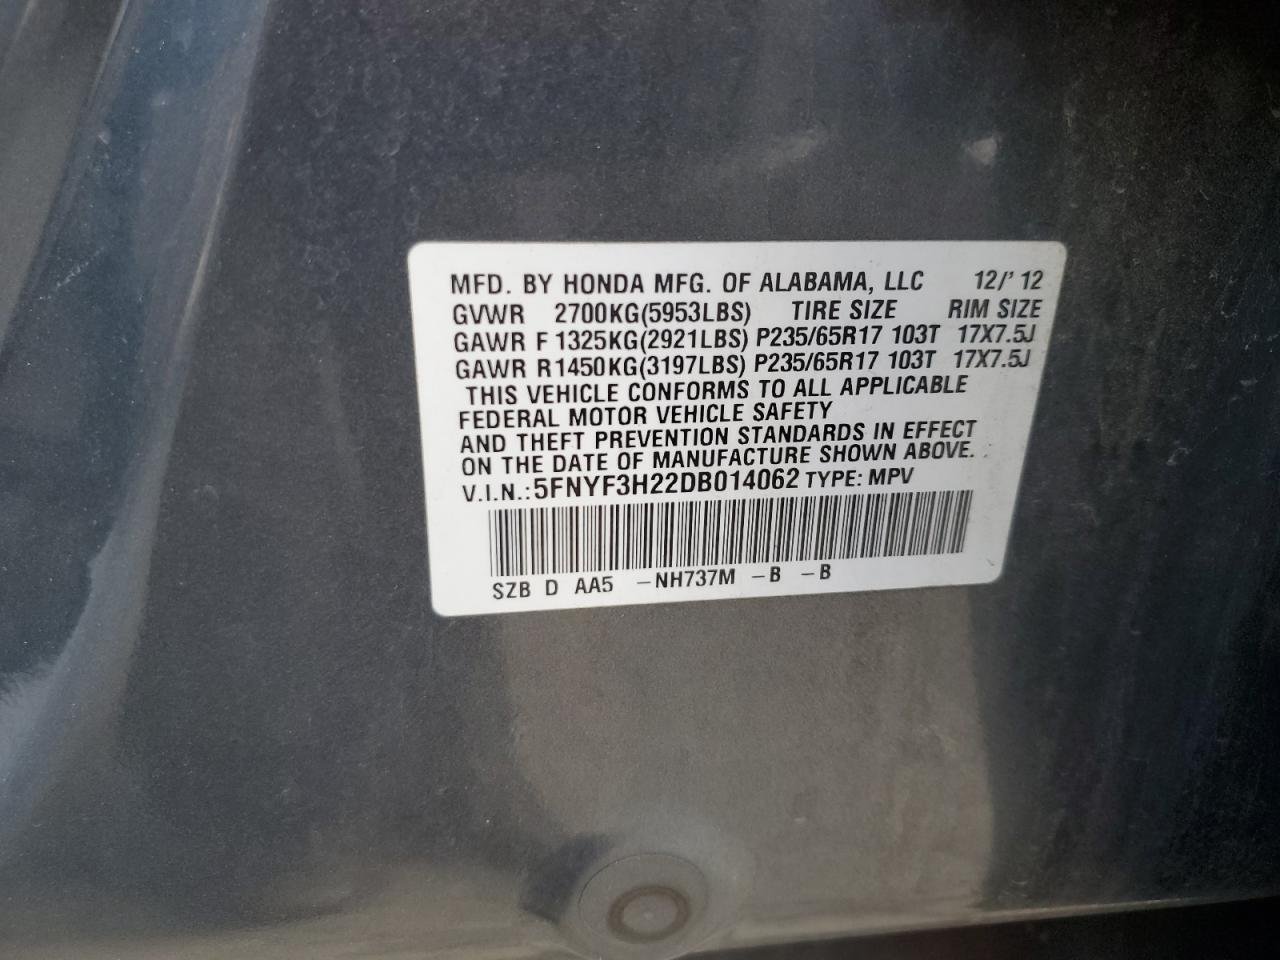 MFD. BY HONDA MFG. OF ALABAMA, LLC 12/'12
GVWR 2700KG(5953LBS) TIRE SIZE RIM SIZE
GAWR F 1325KG(2921LBS) P235/65R17 103T 17X7.5J
GAWR R1450KG(3197LBS) P235/65R17 103T 17X7.5J
THIS VEHICLE CONFORMS TO ALL APPLICABLE
FEDERAL MOTOR VEHICLE SAFETY
AND THEFT PREVENTION STANDARDS IN EFFECT
ON THE DATE OF MANUFACTURE SHOWN ABOVE.
V.I.N.: 5FNYF3H22DB014062 TYPE: MPV
SZB D AA5 -NH737M -B -B